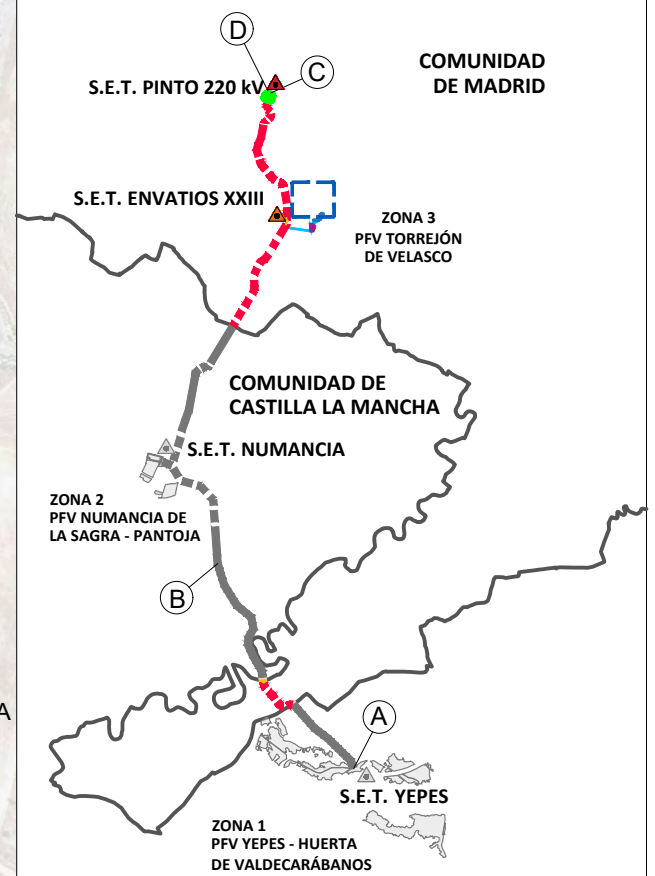 D
C
COMUNIDAD
DE MADRID
S.E.T. PINTO 220 kV
S.E.T. ENVATIOS XXIII
ZONA 3
PFV TORREJÓN
DE VELASCO
COMUNIDAD DE
CASTILLA LA MANCHA
S.E.T. NUMANCIA
ZONA 2
PFV NUMANCIA DE
LA SAGRA - PANTOJA
B
A
A
S.E.T. YEPES
ZONA 1
PFV YEPES - HUERTA
DE VALDECARÁBANOS